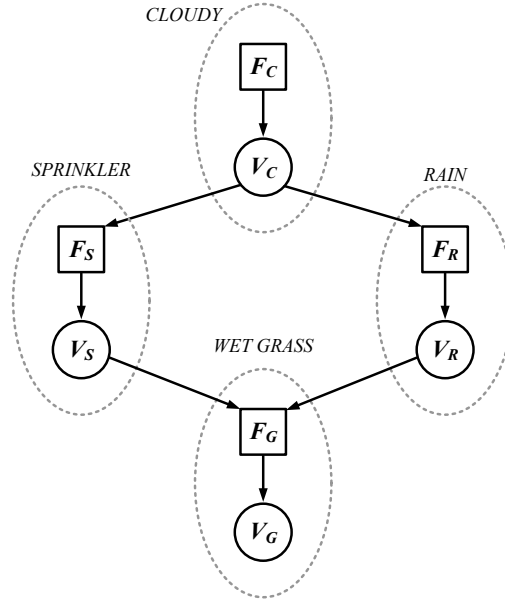 CLOUDY
F_C
V_C
SPRINKLER
RAIN
F_S
F_R
V_S
WET GRASS
V_R
F_G
V_G